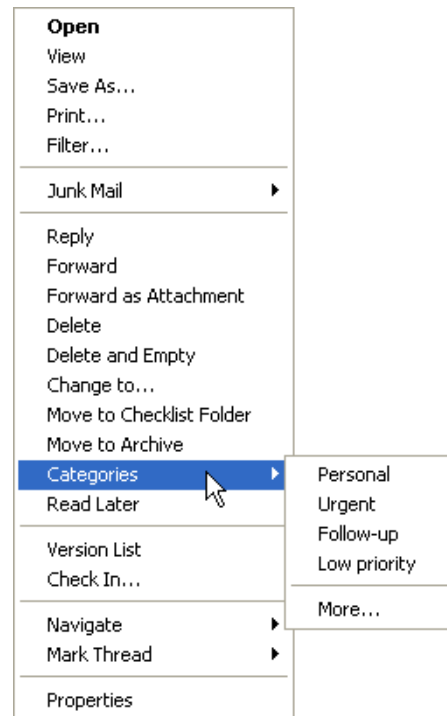 Open
View
Save As...
Print...
Filter...
Junk Mail
Reply
Forward
Forward as Attachment
Delete
Delete and Empty
Change to...
Move to Checklist Folder
Move to Archive
Categories
Read Later
Version List
Check In...
Navigate
Mark Thread
Properties
Personal
Urgent
Follow-up
Low priority
More...